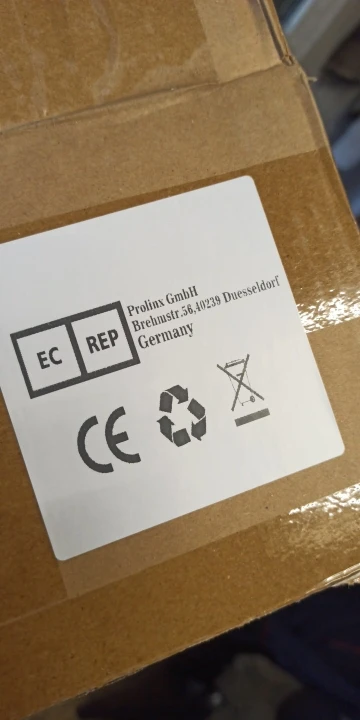 EC REP
Prolinx GmbH
Brehmstr.56,40239 Duesseldorf
Germany
CE